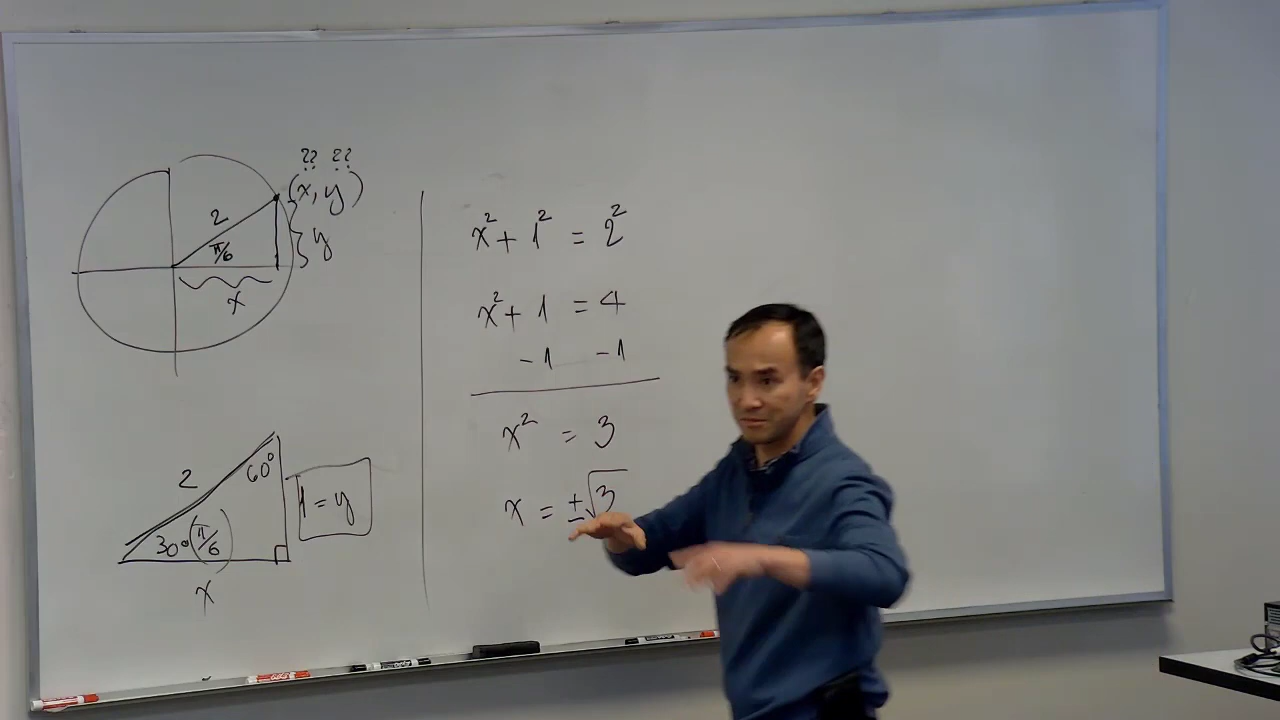 ?? ??
(x, y)
2
π/6
y
x
2
60°
1 = y
30° (π/6)
x
x² + 1² = 2²
x² + 1 = 4
-1 -1
x² = 3
x = ±√3